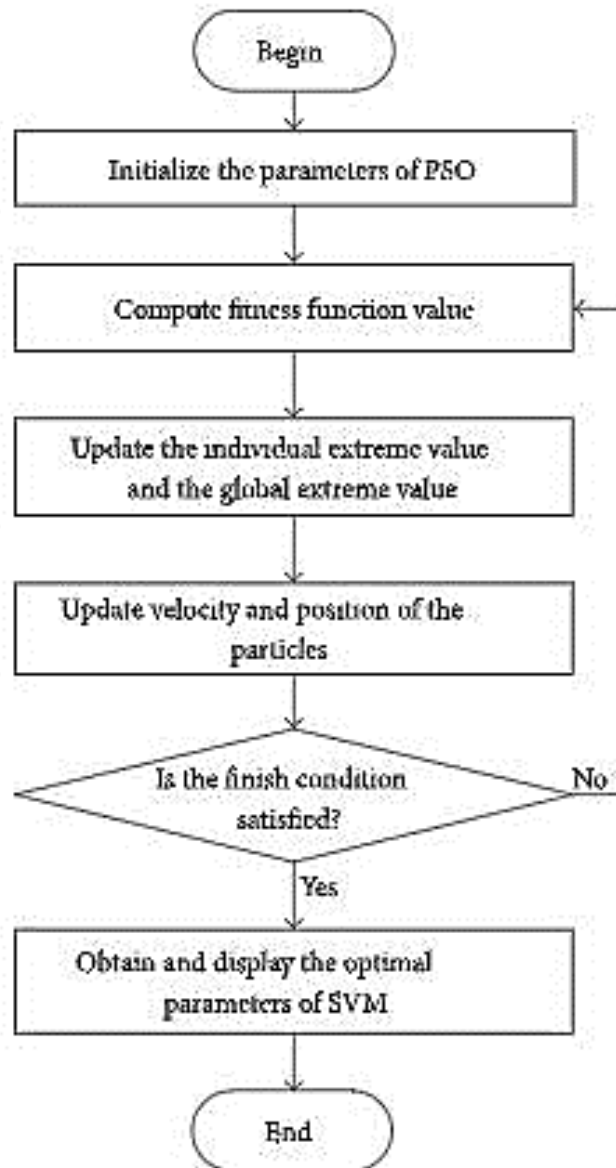 Begin
Initialize the parameters of PSO
Compute fitness function value
Update the individual extreme value
and the global extreme value
Update velocity and position of the
particles
Is the finish condition
satisfied?
No
Yes
Obtain and display the optimal
parameters of SVM
End